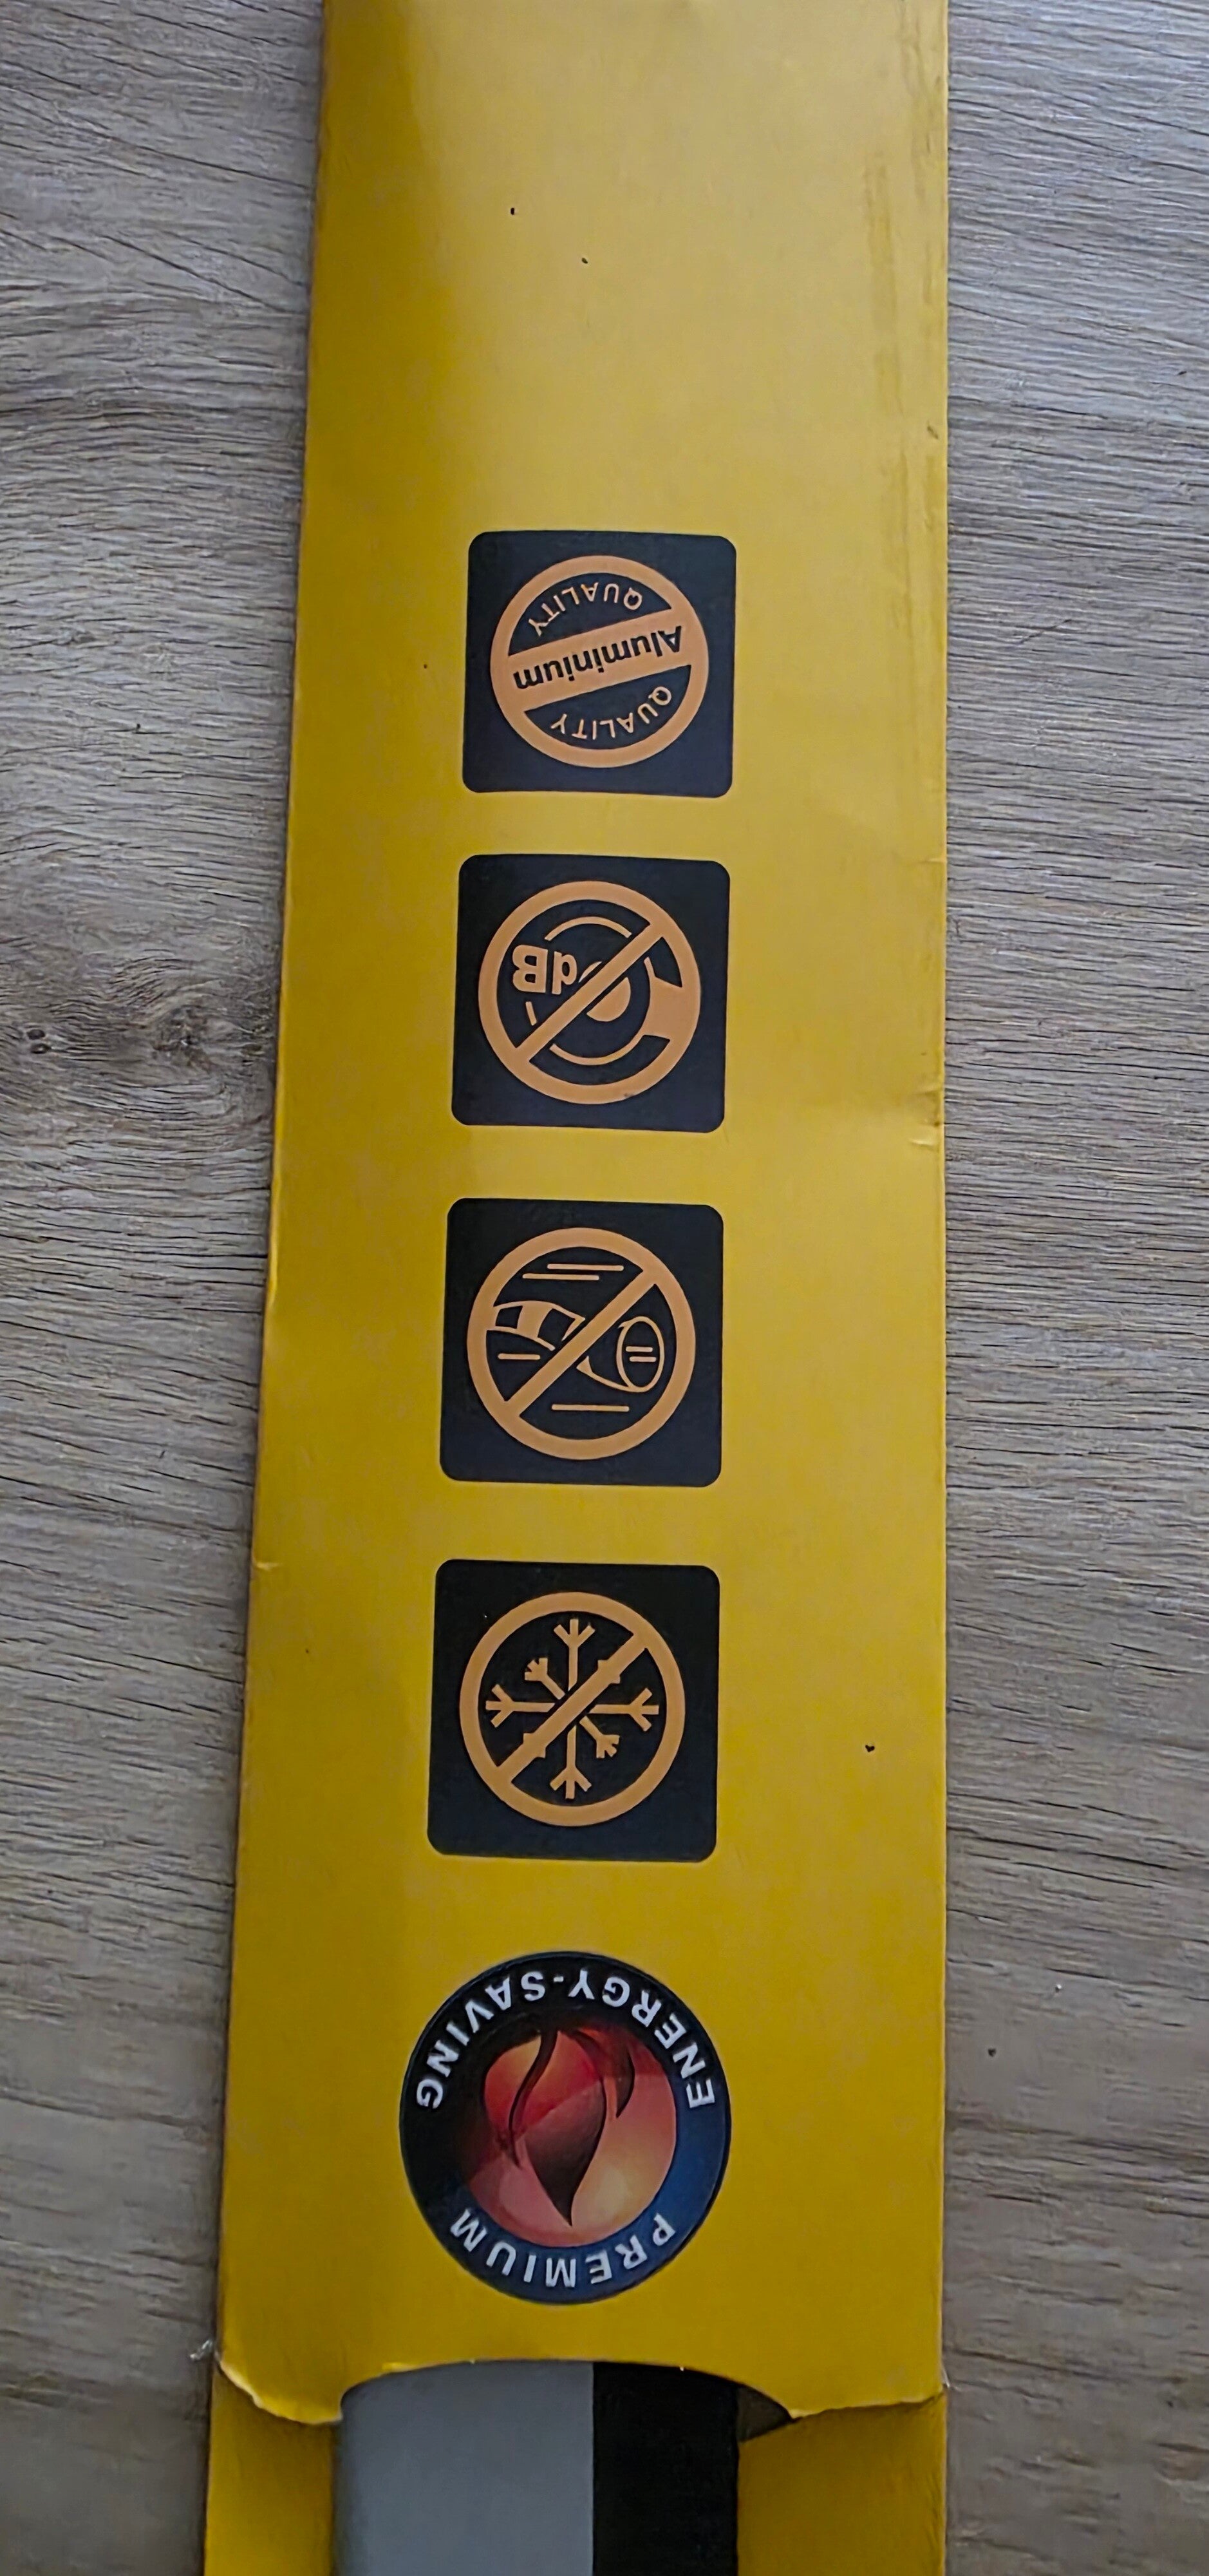 PREMIUM
ENERGY-SAVING
dB
QUALITY
Aluminium
QUALITY